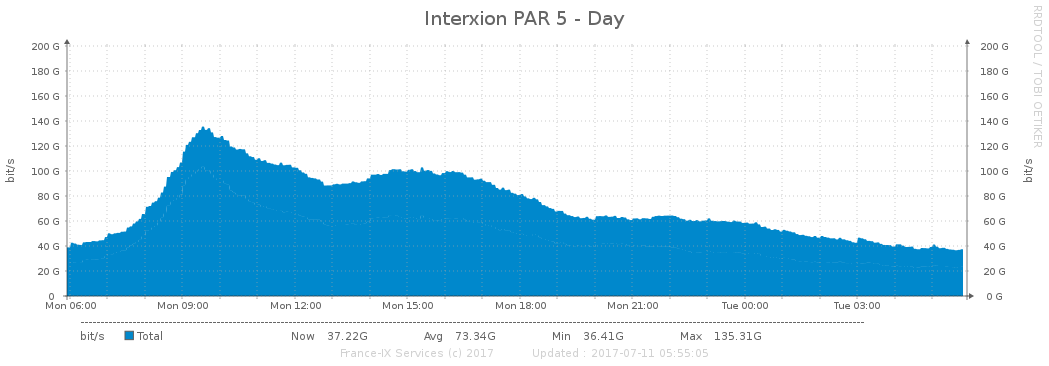 Interxion PAR 5 - Day
RRDTOOL / TOBI OETIKER
bit/s
bit/s
200 G 200 G
180 G 180 G
160 G 160 G
140 G 140 G
120 G 120 G
100 G 100 G
80 G 80 G
60 G 60 G
40 G 40 G
20 G 20 G
0 0 G
Mon 06:00 Mon 09:00 Mon 12:00 Mon 15:00 Mon 18:00 Mon 21:00 Tue 00:00 Tue 03:00
bit/s Total Now 37.22G Avg 73.34G Min 36.41G Max 135.31G
France-IX Services (c) 2017 Updated : 2017-07-11 05:55:05